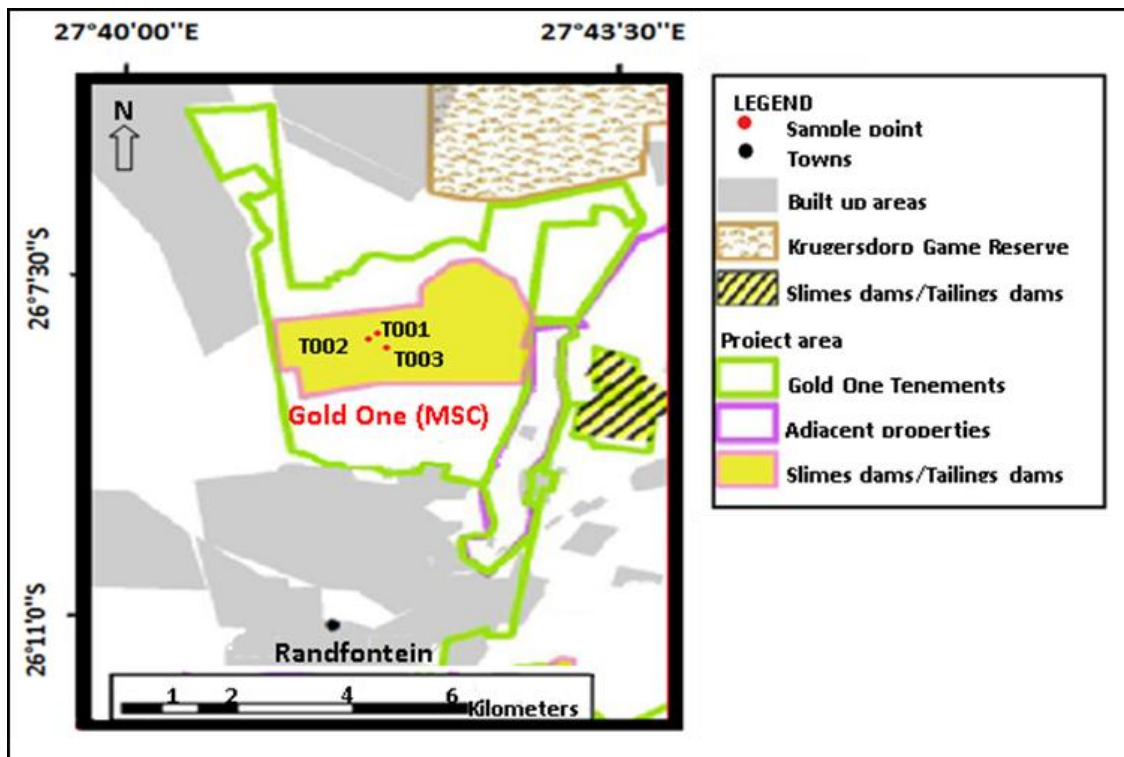 27°40'00''E 27°43'30''E
N
26°7'30''S
T001
T002
T003
Gold One (MSC)
26°11'0''S
Randfontein
1 2 4 6
Kilometers
LEGEND
Sample point
Towns
Built up areas
Krugersdorp Game Reserve
Slimes dams/Tailings dams
Project area
Gold One Tenements
Adjacent properties
Slimes dams/Tailings dams